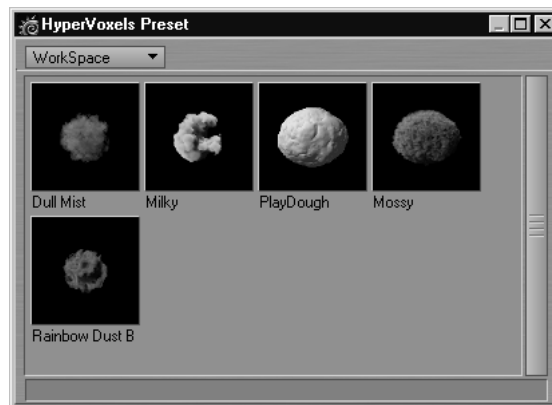 HyperVoxels Preset
WorkSpace
Dull Mist Milky PlayDough Mossy
Rainbow Dust B